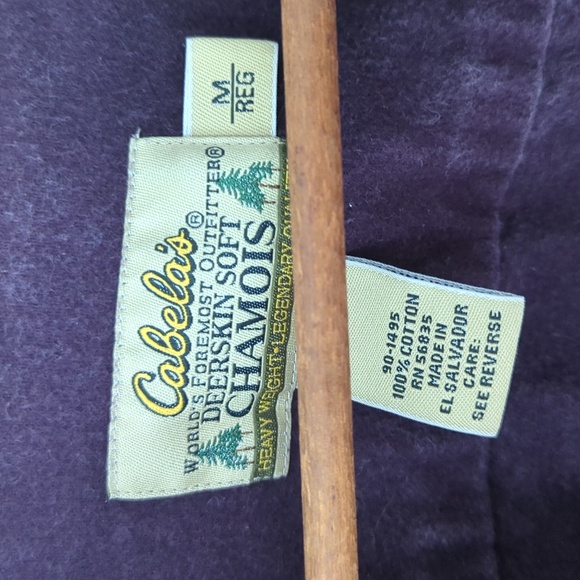 M
REG
Cabela's®
WORLD'S FOREMOST OUTFITTER®
DEERSKIN SOFT
CHAMOIS
HEAVY WEIGHT • LEGENDARY QUALITY
90-1495
100% COTTON
RN 56835
MADE IN
EL SALVADOR
CARE:
SEE REVERSE